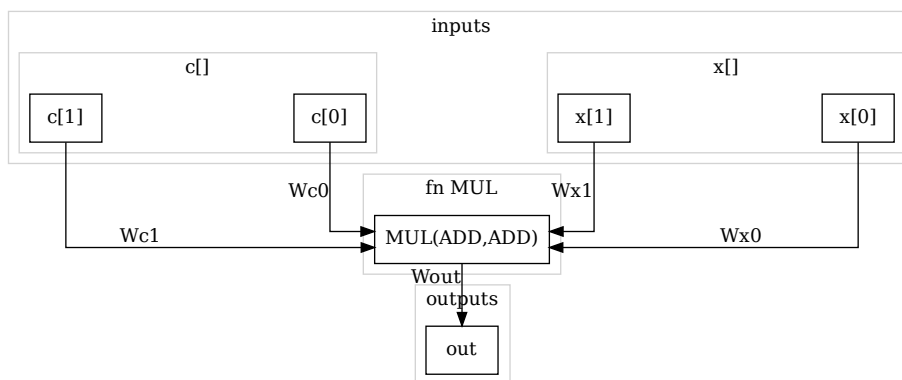 inputs
c[]
x[]
c[1]
c[0]
x[1]
x[0]
Wc0
fn MUL
Wx1
Wc1
MUL(ADD,ADD)
Wx0
Wout
outputs
out